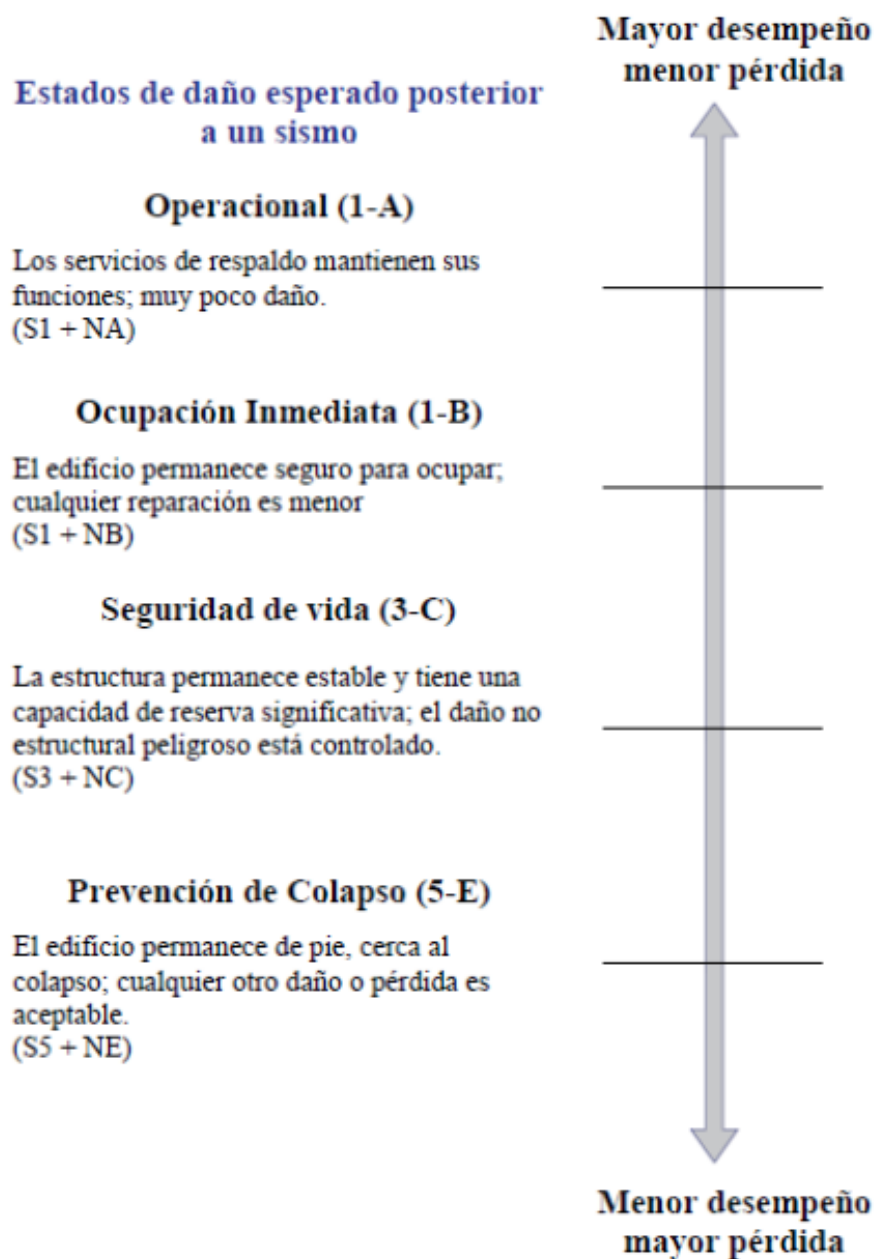 Mayor desempeño
menor pérdida
Estados de daño esperado posterior
a un sismo
Operacional (1-A)
Los servicios de respaldo mantienen sus
funciones; muy poco daño.
(S1 + NA)
Ocupación Inmediata (1-B)
El edificio permanece seguro para ocupar;
cualquier reparación es menor
(S1 + NB)
Seguridad de vida (3-C)
La estructura permanece estable y tiene una
capacidad de reserva significativa; el daño no
estructural peligroso está controlado.
(S3 + NC)
Prevención de Colapso (5-E)
El edificio permanece de pie, cerca al
colapso; cualquier otro daño o pérdida es
aceptable.
(S5 + NE)
Menor desempeño
mayor pérdida